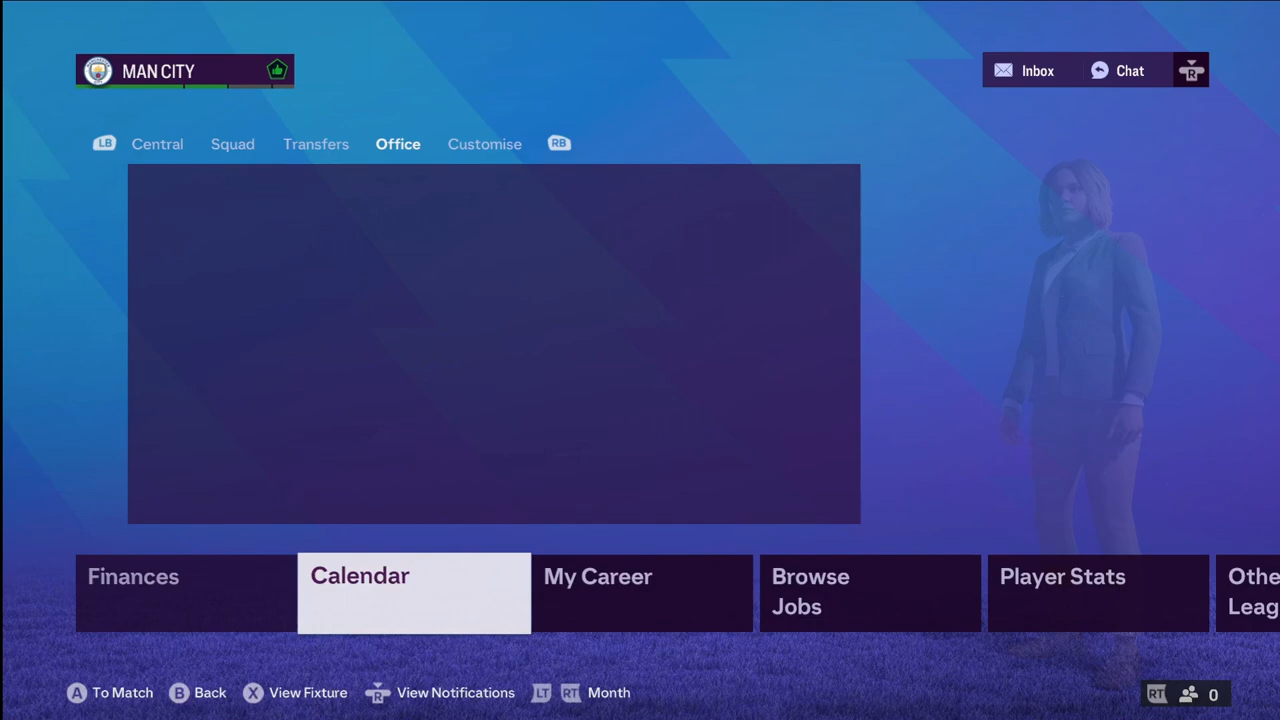 MAN CITY
Inbox
Chat
R
LB Central Squad Transfers Office Customise RB
Finances
Calendar
My Career
Browse
Jobs
Player Stats
Othe
Leag
A To Match B Back X View Fixture R View Notifications LT RT Month
RT 0